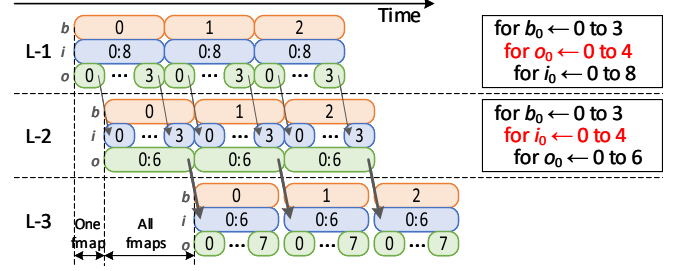 Time
b 0 1 2
L-1 i 0:8 0:8 0:8
o 0 ··· 3 0 ··· 3 0 ··· 3
for b0 ← 0 to 3
for o0 ← 0 to 4
for i0 ← 0 to 8
b 0 1 2
L-2 i 0 ··· 3 0 ··· 3 0 ··· 3
o 0:6 0:6 0:6
for b0 ← 0 to 3
for i0 ← 0 to 4
for o0 ← 0 to 6
b 0 1 2
L-3 i 0:6 0:6 0:6
o 0 ··· 7 0 ··· 7 0 ··· 7
One
fmap
All
fmaps